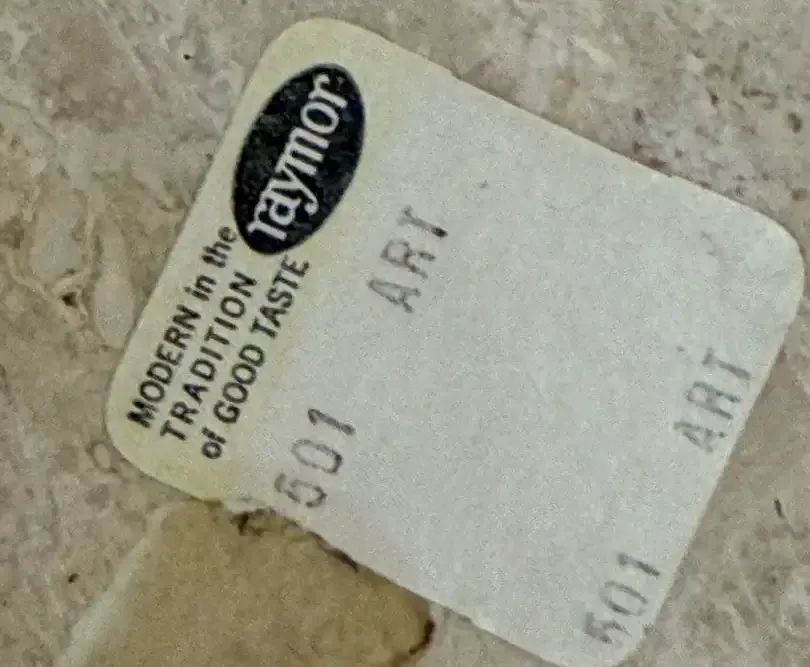 MODERN in the
TRADITION
of GOOD TASTE
raymor
501 ART
501 ART